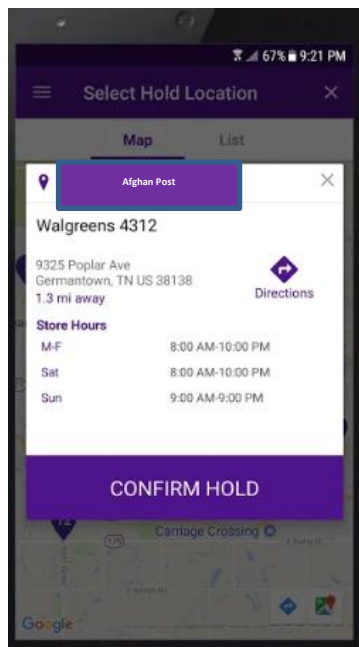 67% 9:21 PM
Select Hold Location
Map List
Afghan Post
Walgreens 4312
9325 Poplar Ave
Germantown, TN US 38138
1.3 mi away
Directions
Store Hours
M-F 8:00 AM-10:00 PM
Sat 8:00 AM-10:00 PM
Sun 9:00 AM-9:00 PM
CONFIRM HOLD
12
Carriage Crossing
Google